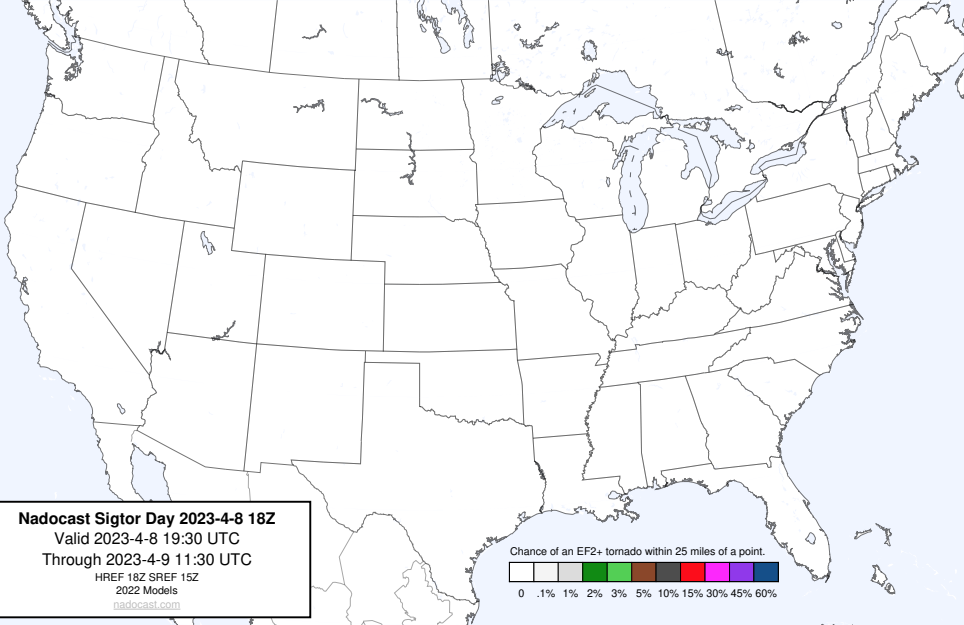 Nadocast Sigtor Day 2023-4-8 18Z
Valid 2023-4-8 19:30 UTC
Through 2023-4-9 11:30 UTC
HREF 18Z SREF 15Z
2022 Models
nadocast.com
Chance of an EF2+ tornado within 25 miles of a point.
0 .1% 1% 2% 3% 5% 10% 15% 30% 45% 60%